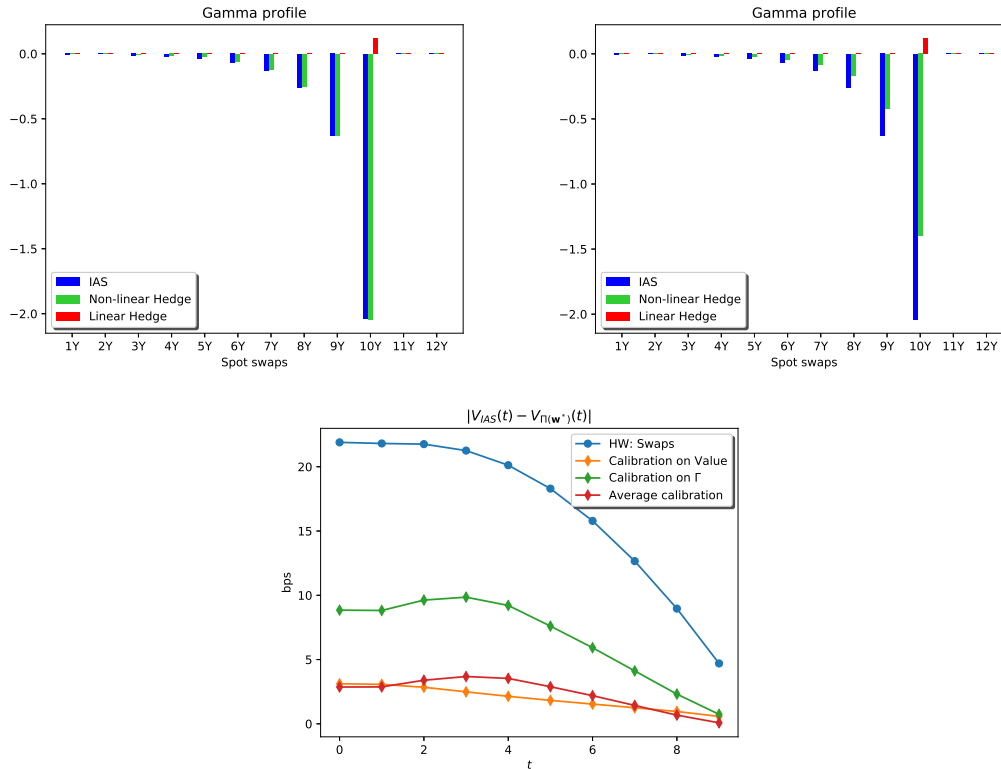 Gamma profile
0.0
−0.5
−1.0
−1.5
−2.0
IAS
Non-linear Hedge
Linear Hedge
1Y 2Y 3Y 4Y 5Y 6Y 7Y 8Y 9Y 10Y 11Y 12Y
Spot swaps
Gamma profile
0.0
−0.5
−1.0
−1.5
−2.0
IAS
Non-linear Hedge
Linear Hedge
1Y 2Y 3Y 4Y 5Y 6Y 7Y 8Y 9Y 10Y 11Y 12Y
Spot swaps
|V_{IAS}(t) − V_{Π(w*)}(t)|
20
15
10
5
0
bps
HW: Swaps
Calibration on Value
Calibration on Γ
Average calibration
0 2 4 6 8
t